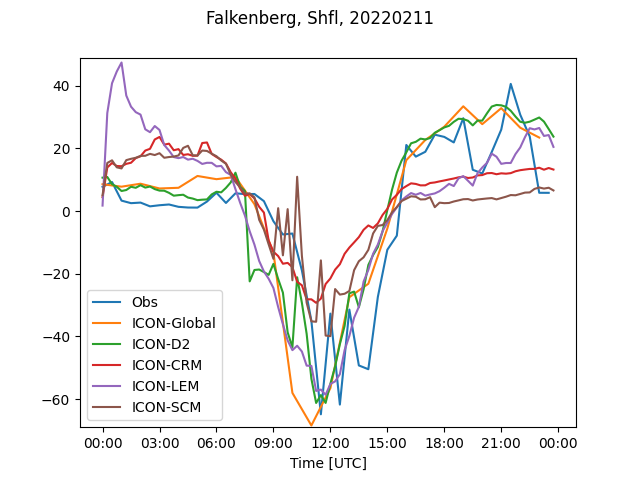 Falkenberg, Shfl, 20220211
40
20
0
−20
−40
−60
Obs
ICON-Global
ICON-D2
ICON-CRM
ICON-LEM
ICON-SCM
00:00 03:00 06:00 09:00 12:00 15:00 18:00 21:00 00:00
Time [UTC]